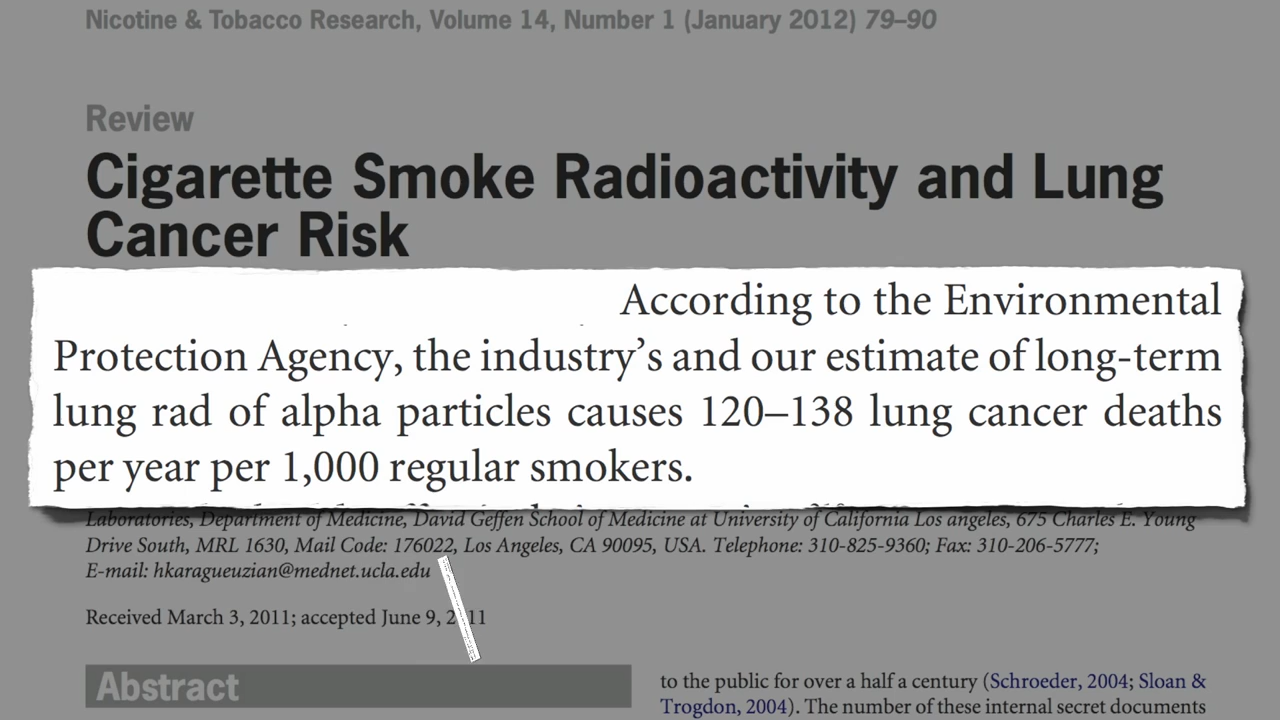 Nicotine & Tobacco Research, Volume 14, Number 1 (January 2012) 79–90
Review
Cigarette Smoke Radioactivity and Lung
Cancer Risk
According to the Environmental
Protection Agency, the industry’s and our estimate of long-term
lung rad of alpha particles causes 120–138 lung cancer deaths
per year per 1,000 regular smokers.
Laboratories, Department of Medicine, David Geffen School of Medicine at University of California Los angeles, 675 Charles E. Young
Drive South, MRL 1630, Mail Code: 176022, Los Angeles, CA 90095, USA. Telephone: 310-825-9360; Fax: 310-206-5777;
E-mail: hkaragueuzian@mednet.ucla.edu
Received March 3, 2011; accepted June 9, 2011
Abstract
to the public for over a half a century (Schroeder, 2004; Sloan &
Trogdon, 2004). The number of these internal secret documents